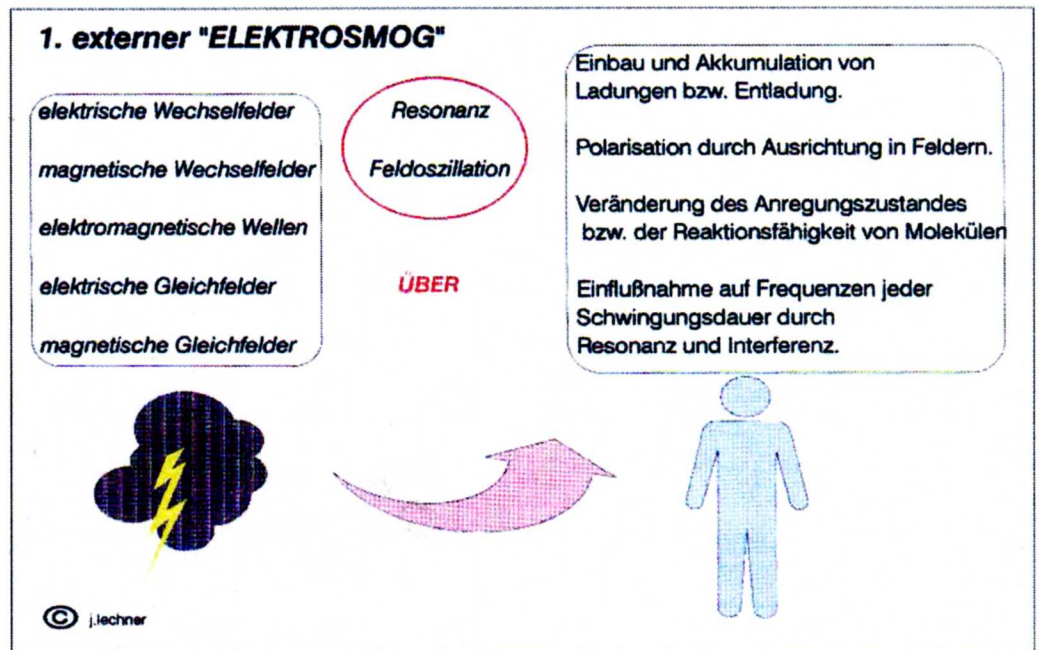 1. externer "ELEKTROSMOG"
elektrische Wechselfelder
magnetische Wechselfelder
elektromagnetische Wellen
elektrische Gleichfelder
magnetische Gleichfelder
Resonanz
Feldoszillation
ÜBER
Einbau und Akkumulation von
Ladungen bzw. Entladung.
Polarisation durch Ausrichtung in Feldern.
Veränderung des Anregungszustandes
bzw. der Reaktionsfähigkeit von Molekülen
Einflußnahme auf Frequenzen jeder
Schwingungsdauer durch
Resonanz und Interferenz.
© j.lechner